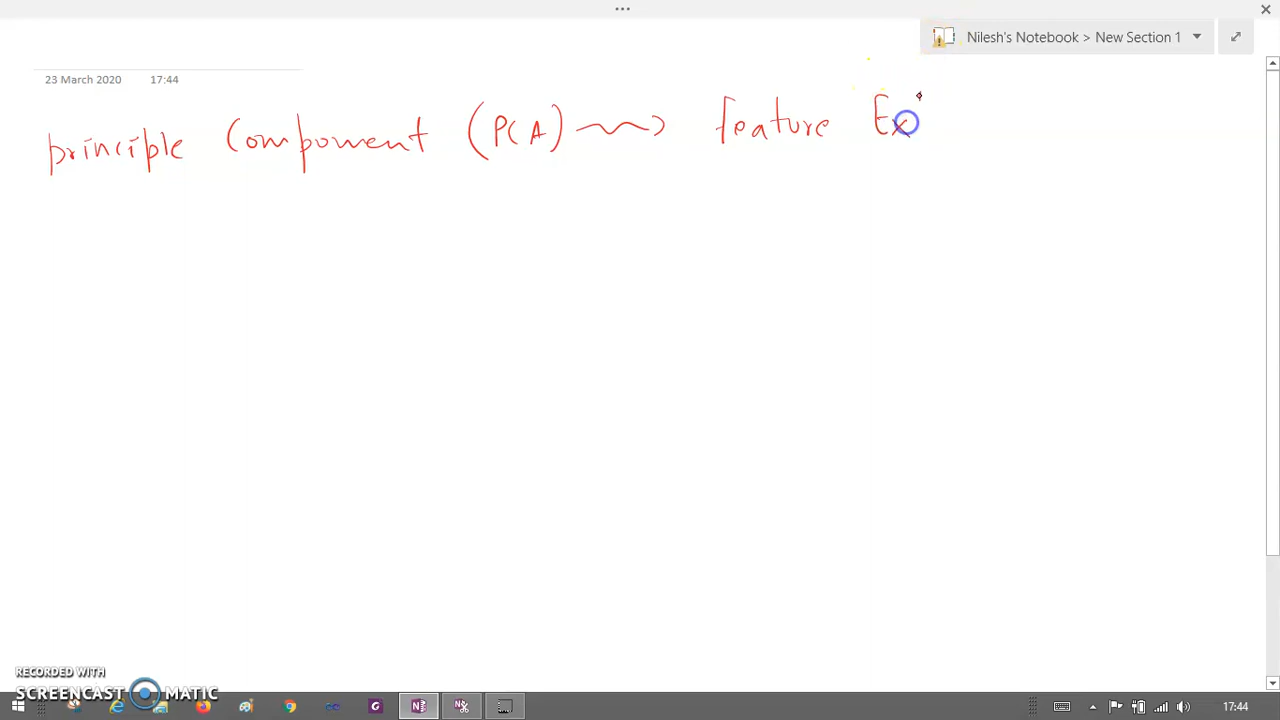 Nilesh's Notebook > New Section 1
23 March 2020 17:44
principle Component (PCA) feature Ex
RECORDED WITH
SCREENCAST MATIC
17:44